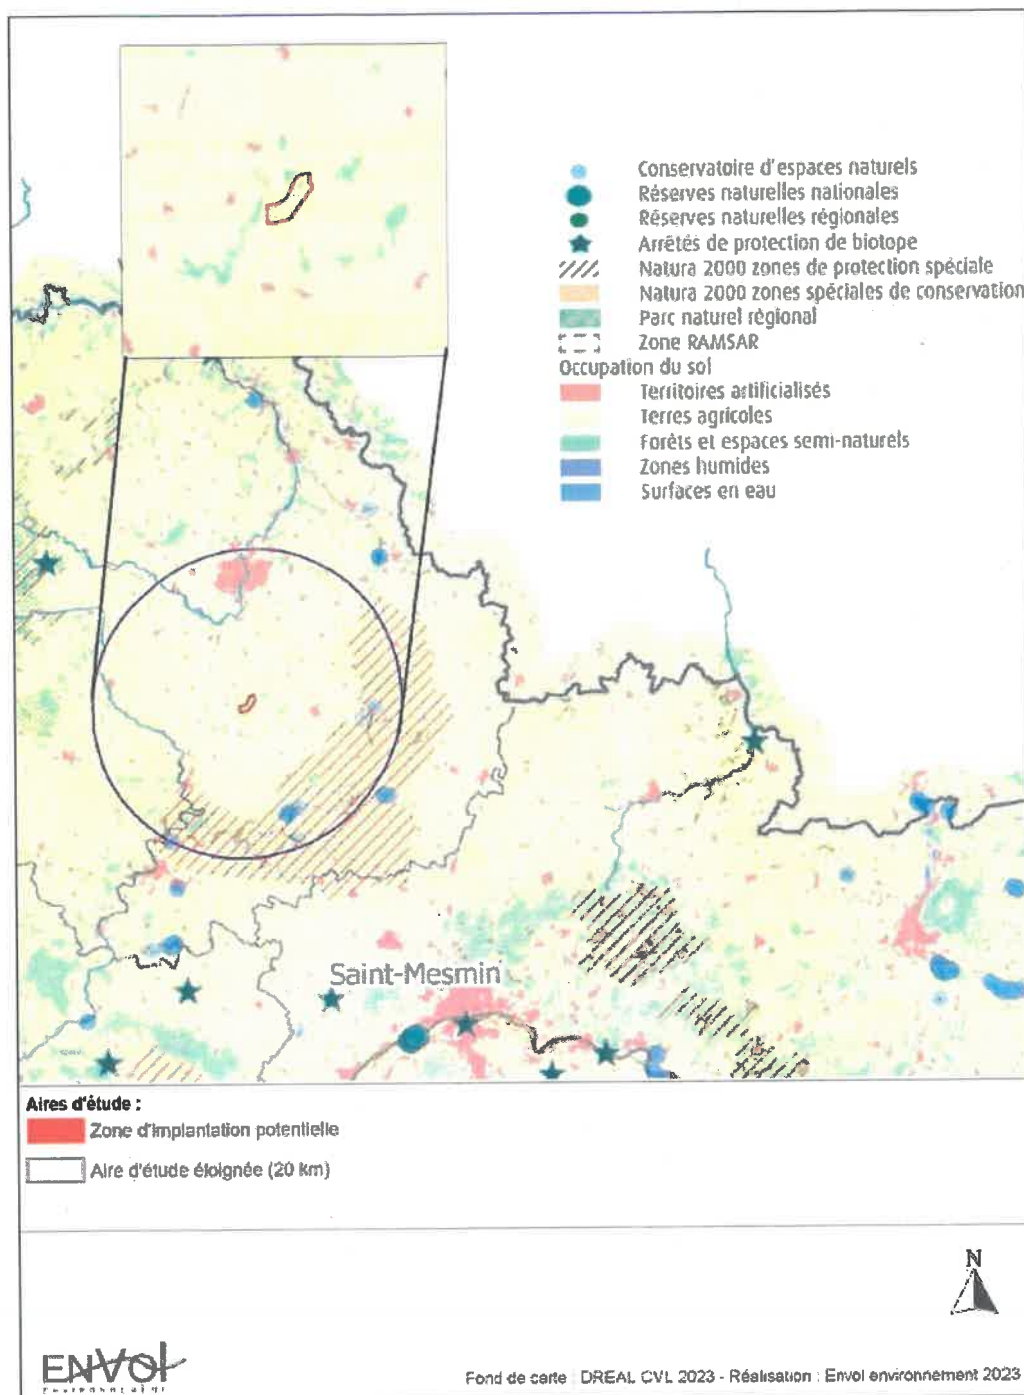 Conservatoire d'espaces naturels
Réserves naturelles nationales
Réserves naturelles régionales
Arrêtés de protection de biotope
Natura 2000 zones de protection spéciale
Natura 2000 zones spéciales de conservation
Parc naturel régional
Zone RAMSAR
Occupation du sol
Territoires artificialisés
Terres agricoles
Forêts et espaces semi-naturels
Zones humides
Surfaces en eau
Saint-Mesmin
Aires d'étude :
Zone d'implantation potentielle
Aire d'étude éloignée (20 km)
N
ENVOl
environnement
Fond de carte : DREAL CVL 2023 - Réalisation : Envol environnement 2023